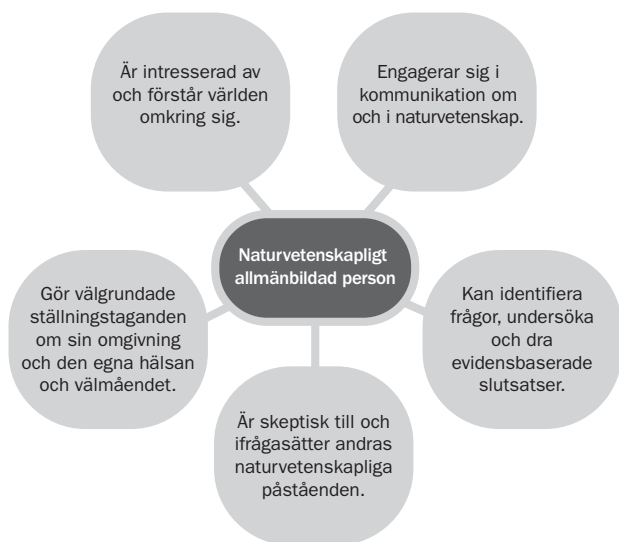 Är intresserad av
och förstår världen
omkring sig.
Engagerar sig i
kommunikation om
och i naturvetenskap.
Naturvetenskapligt
allmänbildad person
Gör välgrundade
ställningstaganden
om sin omgivning
och den egna hälsan
och välmåendet.
Kan identifiera
frågor, undersöka
och dra
evidensbaserade
slutsatser.
Är skeptisk till och
ifrågasätter andras
naturvetenskapliga
påståenden.